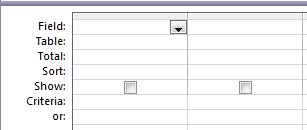 Field:
Table:
Total:
Sort:
Show:
Criteria:
or: